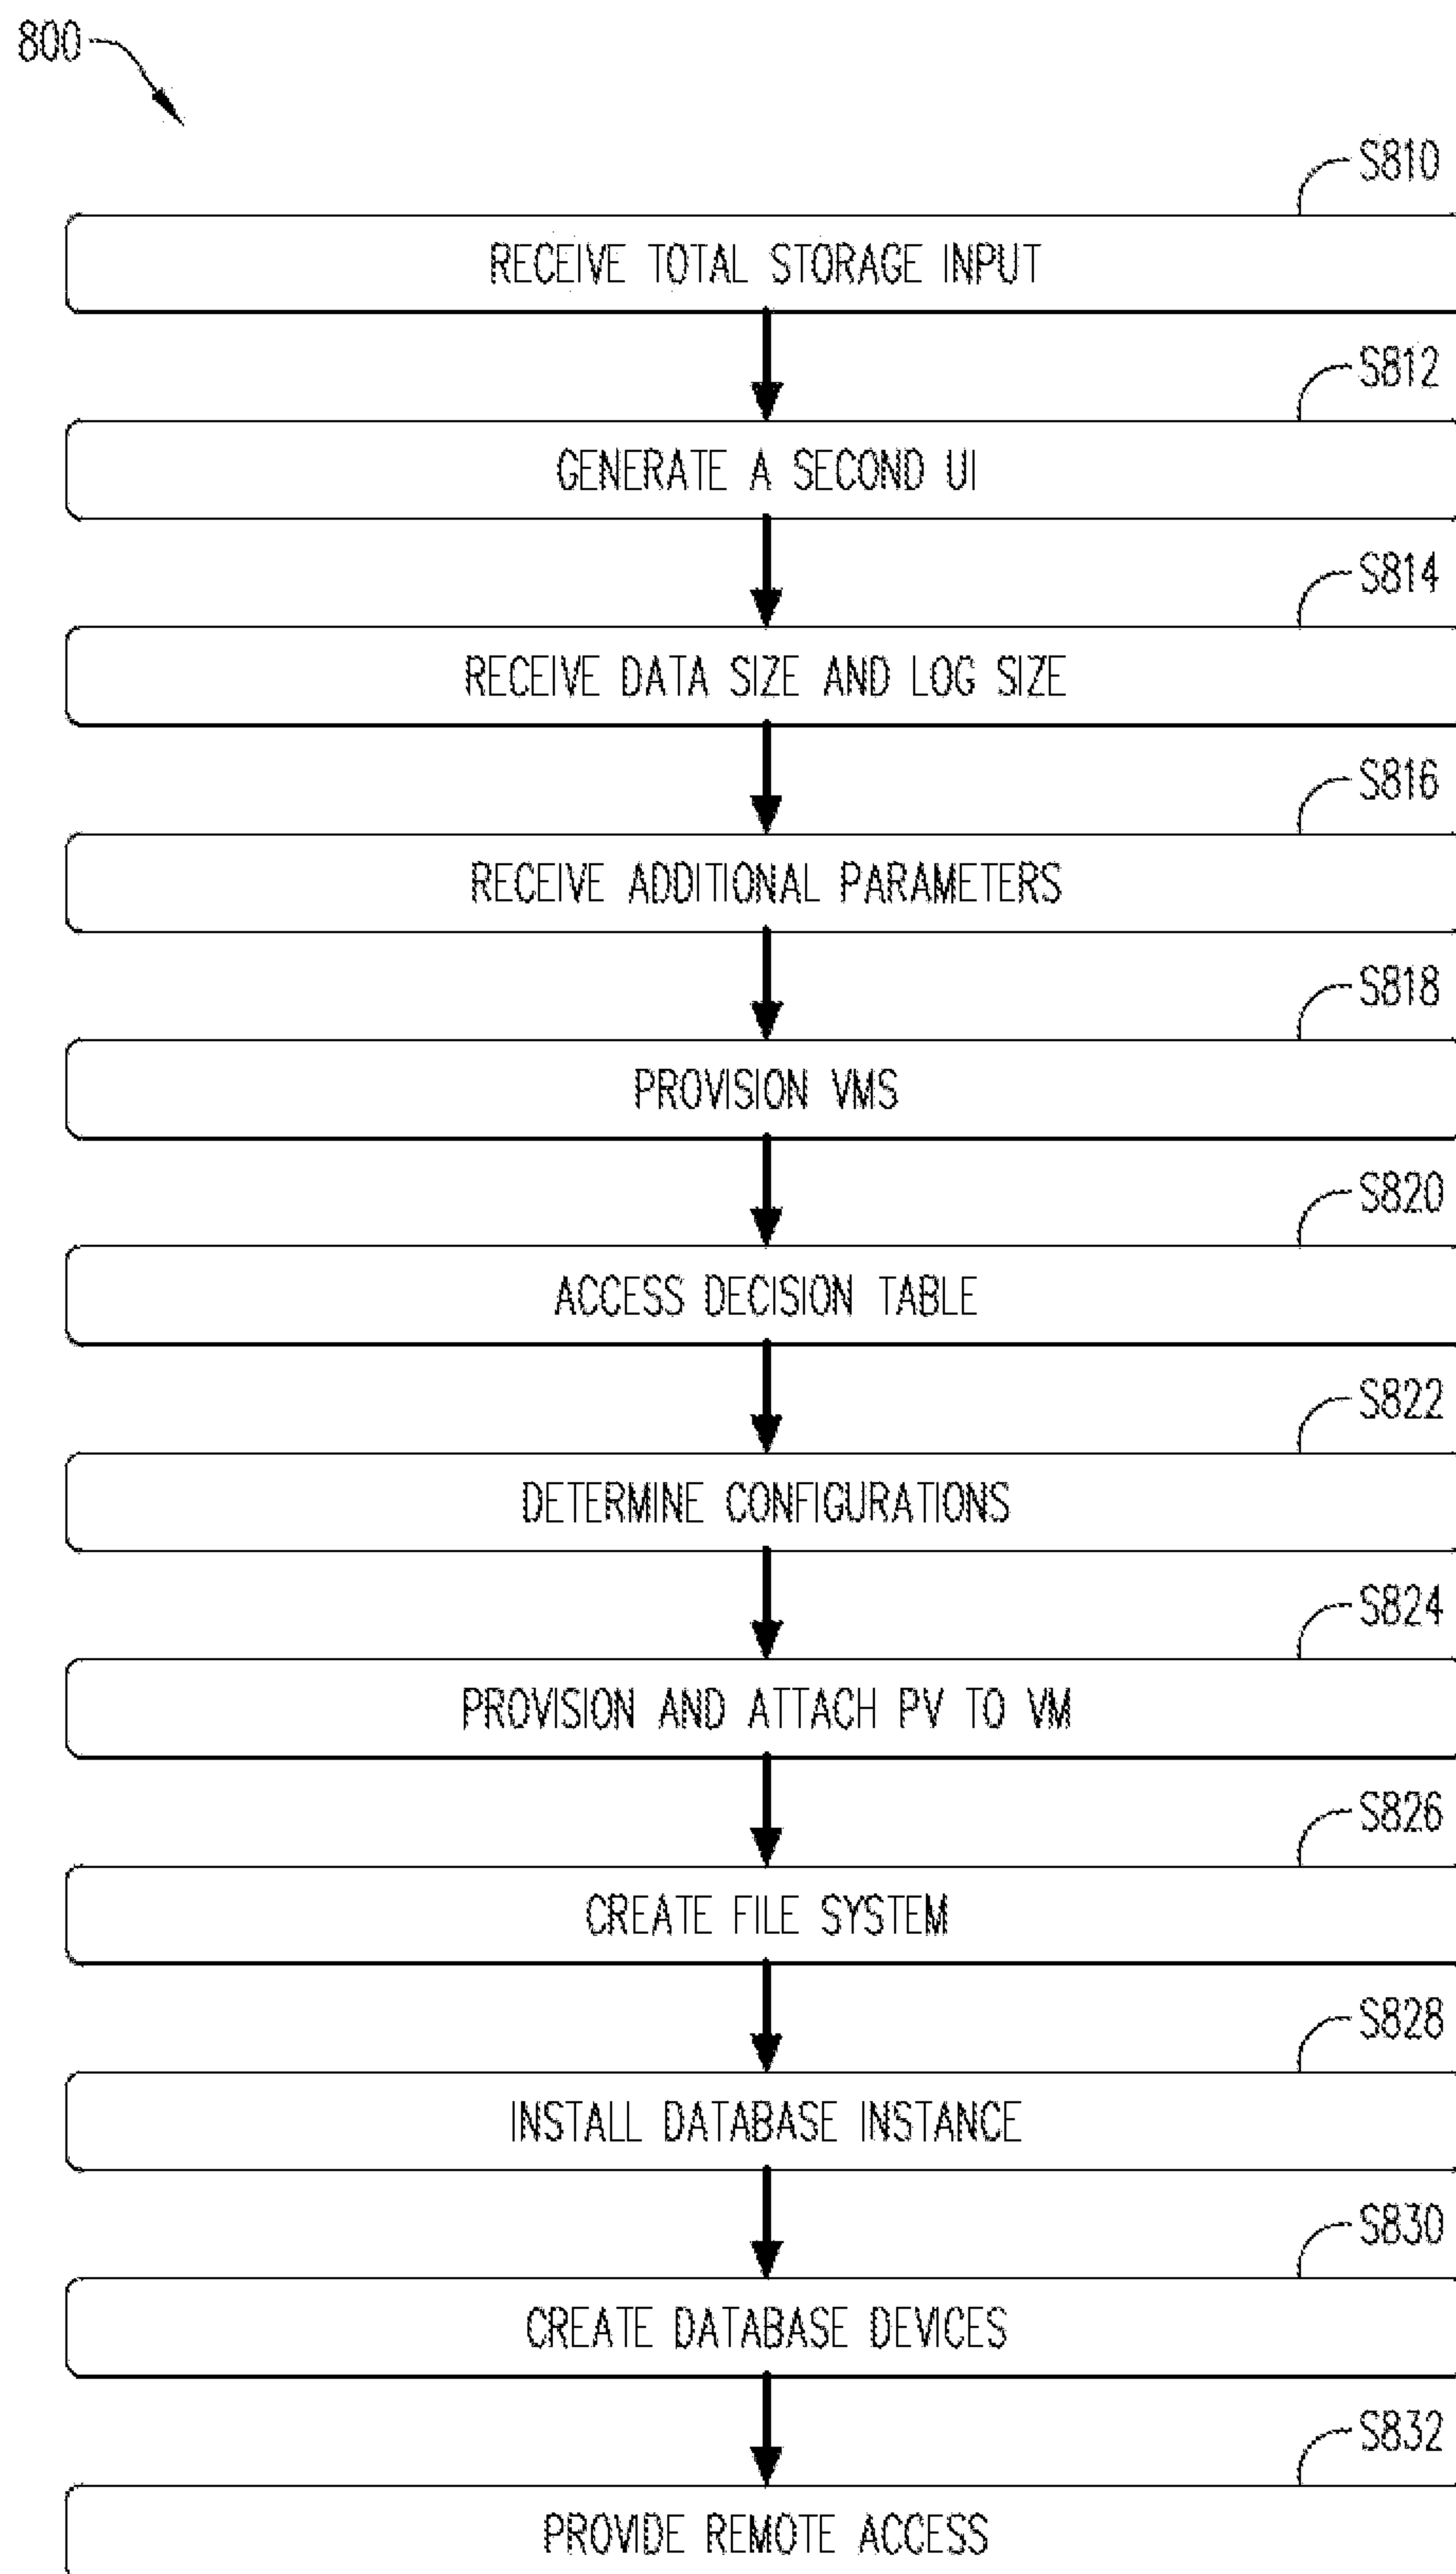 800
S810
RECEIVE TOTAL STORAGE INPUT
S812
GENERATE A SECOND UI
S814
RECEIVE DATA SIZE AND LOG SIZE
S816
RECEIVE ADDITIONAL PARAMETERS
S818
PROVISION VMS
S820
ACCESS DECISION TABLE
S822
DETERMINE CONFIGURATIONS
S824
PROVISION AND ATTACH PV TO VM
S826
CREATE FILE SYSTEM
S828
INSTALL DATABASE INSTANCE
S830
CREATE DATABASE DEVICES
S832
PROVIDE REMOTE ACCESS